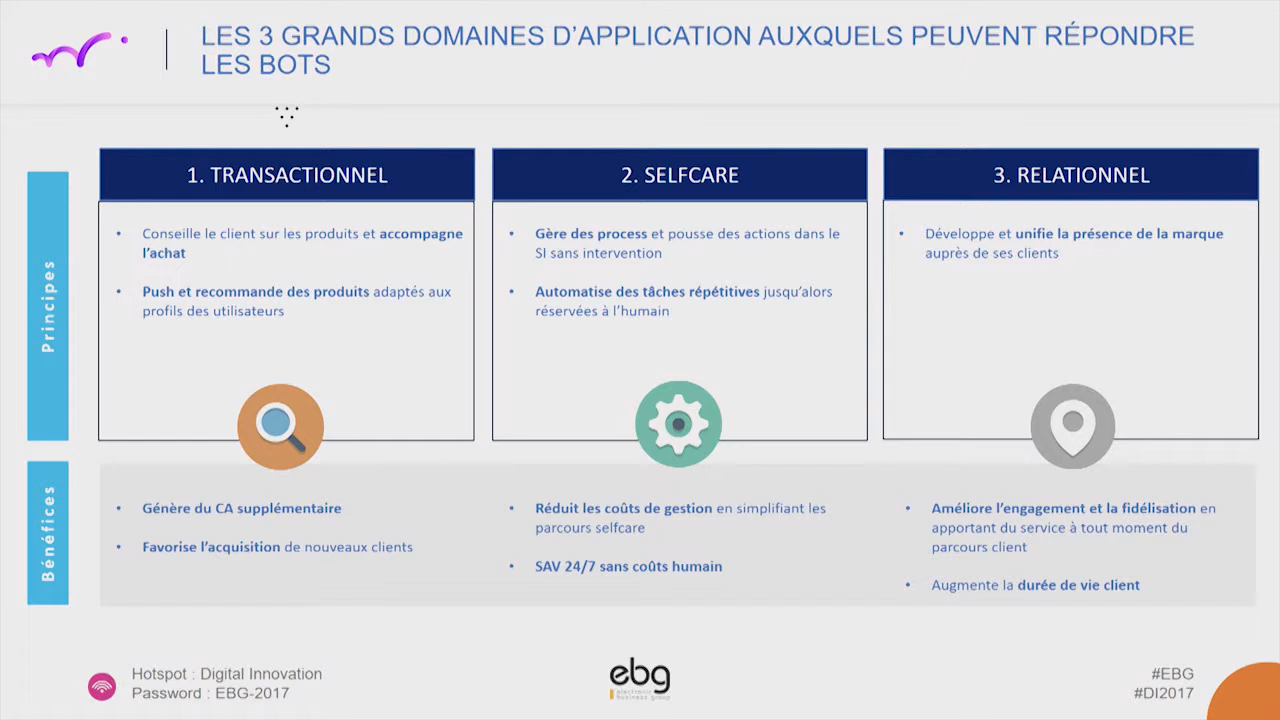 LES 3 GRANDS DOMAINES D'APPLICATION AUXQUELS PEUVENT RÉPONDRE
LES BOTS
Principes
1. TRANSACTIONNEL
• Conseille le client sur les produits et accompagne
l'achat
• Push et recommande des produits adaptés aux
profils des utilisateurs
2. SELFCARE
• Gère des process et pousse des actions dans le
SI sans intervention
• Automatise des tâches répétitives jusqu'alors
réservées à l'humain
3. RELATIONNEL
• Développe et unifie la présence de la marque
auprès de ses clients
Bénéfices
• Génère du CA supplémentaire
• Favorise l'acquisition de nouveaux clients
• Réduit les coûts de gestion en simplifiant les
parcours selfcare
• SAV 24/7 sans coûts humain
• Améliore l'engagement et la fidélisation en
apportant du service à tout moment du
parcours client
• Augmente la durée de vie client
Hotspot : Digital Innovation
Password : EBG-2017
ebg
electronic
business group
#EBG
#DI2017